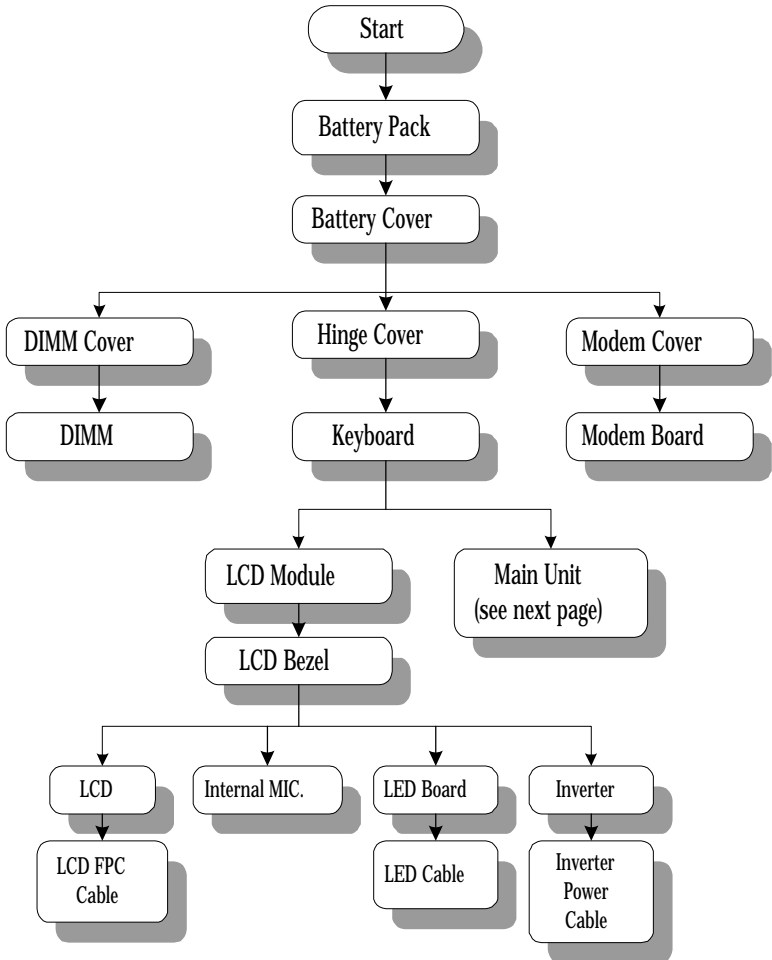 Start
Battery Pack
Battery Cover
DIMM Cover
Hinge Cover
Modem Cover
DIMM
Keyboard
Modem Board
LCD Module
Main Unit
(see next page)
LCD Bezel
LCD
Internal MIC.
LED Board
Inverter
LCD FPC
Cable
LED Cable
Inverter
Power
Cable